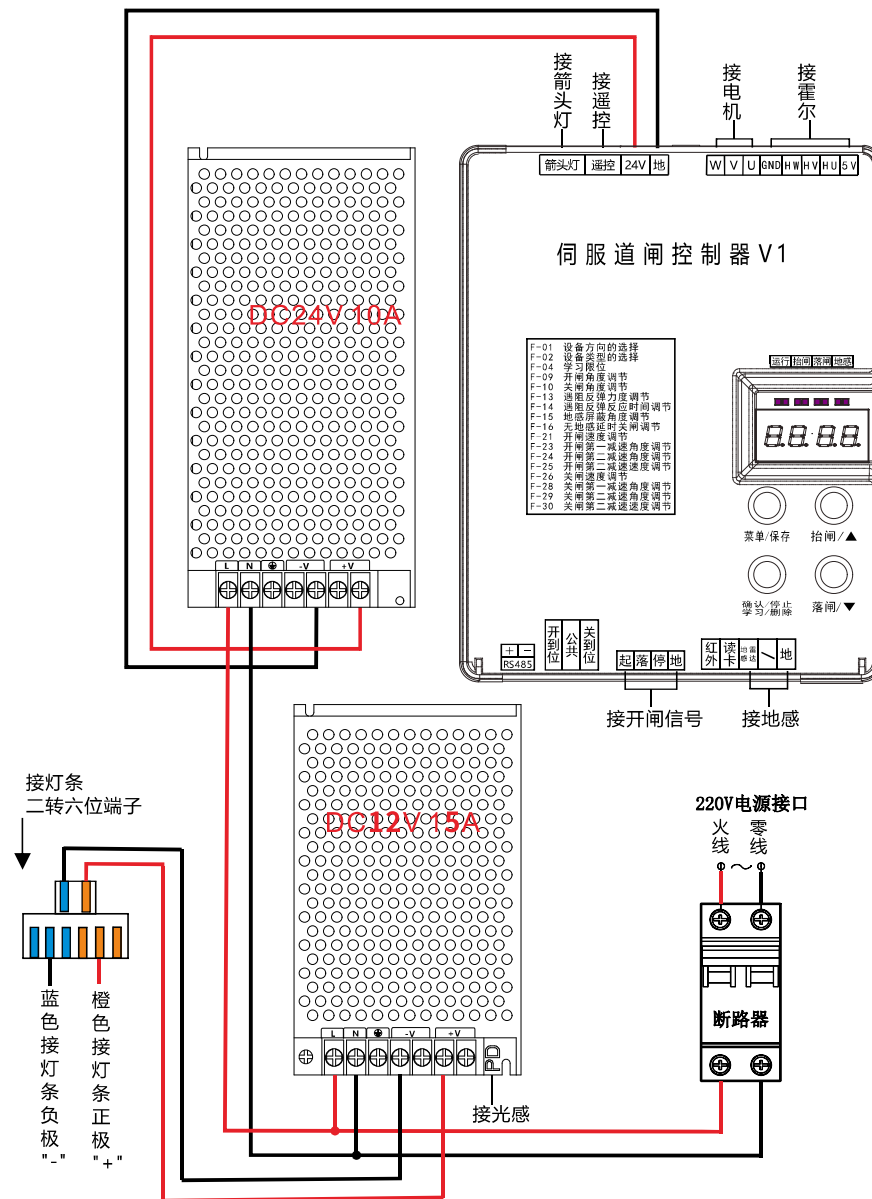 接箭头灯
接遥控
接电机
接霍尔
箭头灯 遥控 24V 地
W V U GND HW HV HU 5V
伺服道闸控制器V1
DC24V 10A
F-01 设备方向的选择
F-02 设备类型的选择
F-04 学习限位
F-09 开闸角度调节
F-10 关闸角度调节
F-13 遇阻反弹力度调节
F-14 遇阻反弹反应时间调节
F-15 地感屏蔽角度调节
F-16 无地感延时关闸调节
F-21 开闸速度调节
F-23 开闸第一减速角度调节
F-24 开闸第二减速角度调节
F-25 开闸第二减速速度调节
F-26 关闸速度调节
F-28 关闸第一减速角度调节
F-29 关闸第二减速角度调节
F-30 关闸第二减速速度调节
运行 抬闸 落闸 地感
88.88
菜单/保存
抬闸/▲
确认/停止
学习/删除
落闸/▼
L N -V +V
+ -
RS485
开到位
公共
关到位
起 落 停 地
红外
读卡
地感
雷达
/
地
接开闸信号
接地感
接灯条
二转六位端子
DC12V 15A
220V电源接口
火线
零线
断路器
L N -V +V
PD
接光感
蓝色接灯条负极"-"
橙色接灯条正极"+"